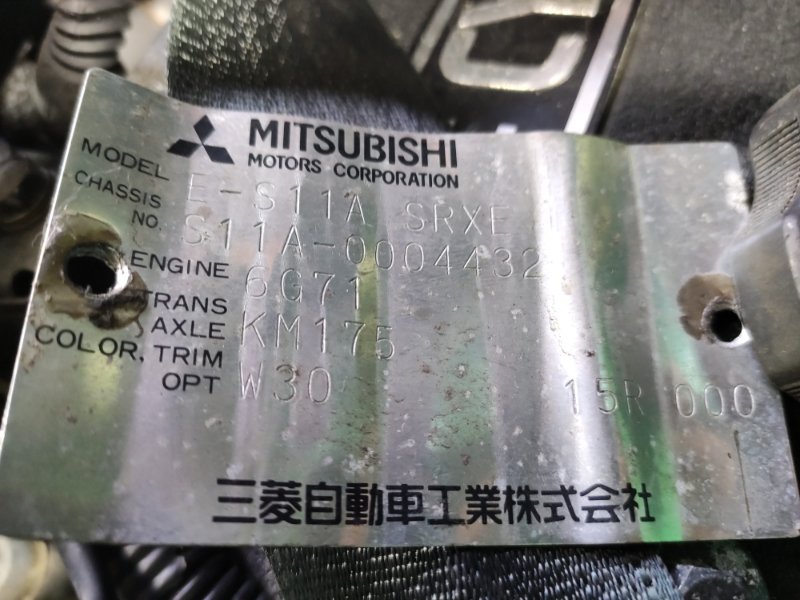 MITSUBISHI
MOTORS CORPORATION
MODEL E-S11A SRXE
CHASSIS NO. S11A-0004432
ENGINE 6G71
TRANS AXLE KM175
COLOR, TRIM OPT W30 15R 000
三菱自動車工業株式会社